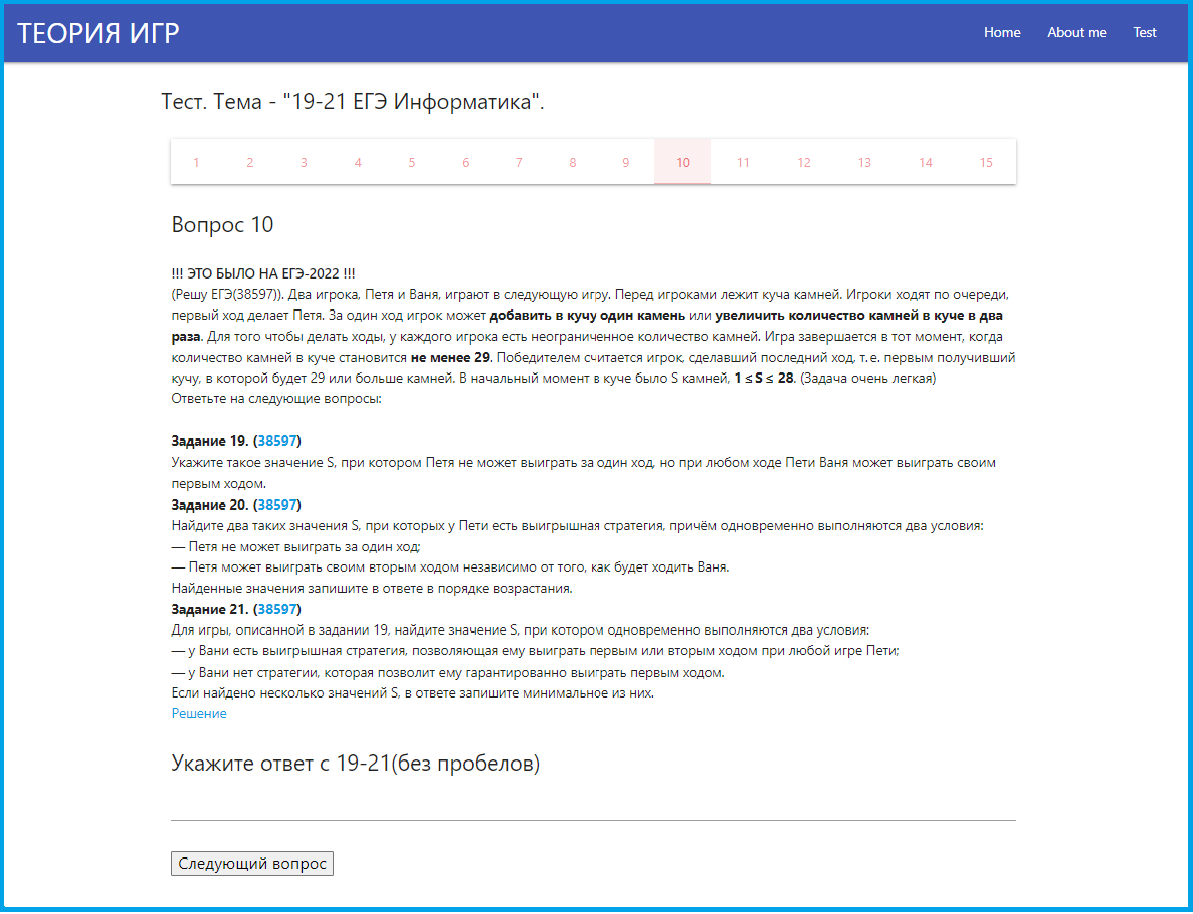 ТЕОРИЯ ИГР
Home About me Test
Тест. Тема - "19-21 ЕГЭ Информатика".
1 2 3 4 5 6 7 8 9 10 11 12 13 14 15
Вопрос 10
!!! ЭТО БЫЛО НА ЕГЭ-2022 !!!
(Решу ЕГЭ(38597)). Два игрока, Петя и Ваня, играют в следующую игру. Перед игроками лежит куча камней. Игроки ходят по очереди,
первый ход делает Петя. За один ход игрок может добавить в кучу один камень или увеличить количество камней в куче в два
раза. Для того чтобы делать ходы, у каждого игрока есть неограниченное количество камней. Игра завершается в тот момент, когда
количество камней в куче становится не менее 29. Победителем считается игрок, сделавший последний ход, т.е. первым получивший
кучу, в которой будет 29 или больше камней. В начальный момент в куче было S камней, 1 ≤ S ≤ 28. (Задача очень легкая)
Ответьте на следующие вопросы:
Задание 19. (38597)
Укажите такое значение S, при котором Петя не может выиграть за один ход, но при любом ходе Пети Ваня может выиграть своим
первым ходом.
Задание 20. (38597)
Найдите два таких значения S, при которых у Пети есть выигрышная стратегия, причём одновременно выполняются два условия:
— Петя не может выиграть за один ход;
— Петя может выиграть своим вторым ходом независимо от того, как будет ходить Ваня.
Найденные значения запишите в ответе в порядке возрастания.
Задание 21. (38597)
Для игры, описанной в задании 19, найдите значение S, при котором одновременно выполняются два условия:
— у Вани есть выигрышная стратегия, позволяющая ему выиграть первым или вторым ходом при любой игре Пети;
— у Вани нет стратегии, которая позволит ему гарантированно выиграть первым ходом.
Если найдено несколько значений S, в ответе запишите минимальное из них.
Решение
Укажите ответ с 19-21(без пробелов)
Следующий вопрос